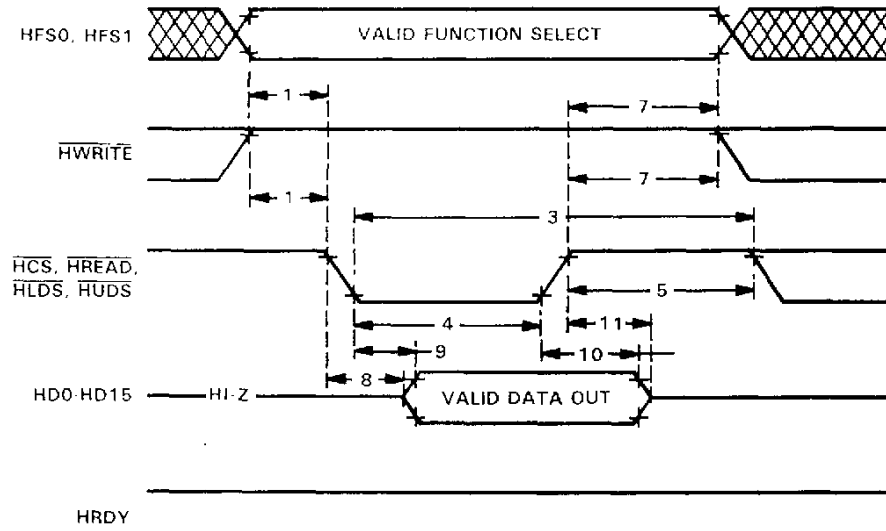 HFS0, HFS1
VALID FUNCTION SELECT
1
7
HWRITE
1
7
3
HCS, HREAD,
HLDS, HUDS
5
4
11
9
10
8
HD0-HD15
HI-Z
VALID DATA OUT
HRDY